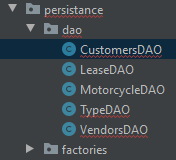 persistance
dao
C CustomersDAO
C LeaseDAO
C MotorcycleDAO
C TypeDAO
C VendorsDAO
factories